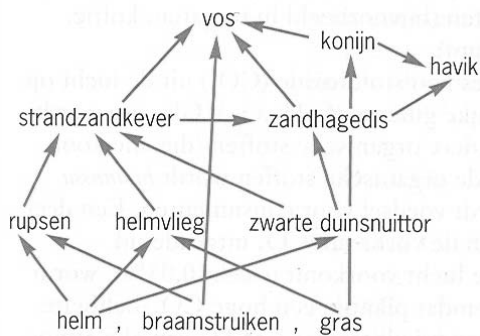 vos
konijn
havik
strandzandkever zandhagedis
rupsen helmvlieg zwarte duinsnuittor
helm , braamstruiken , gras